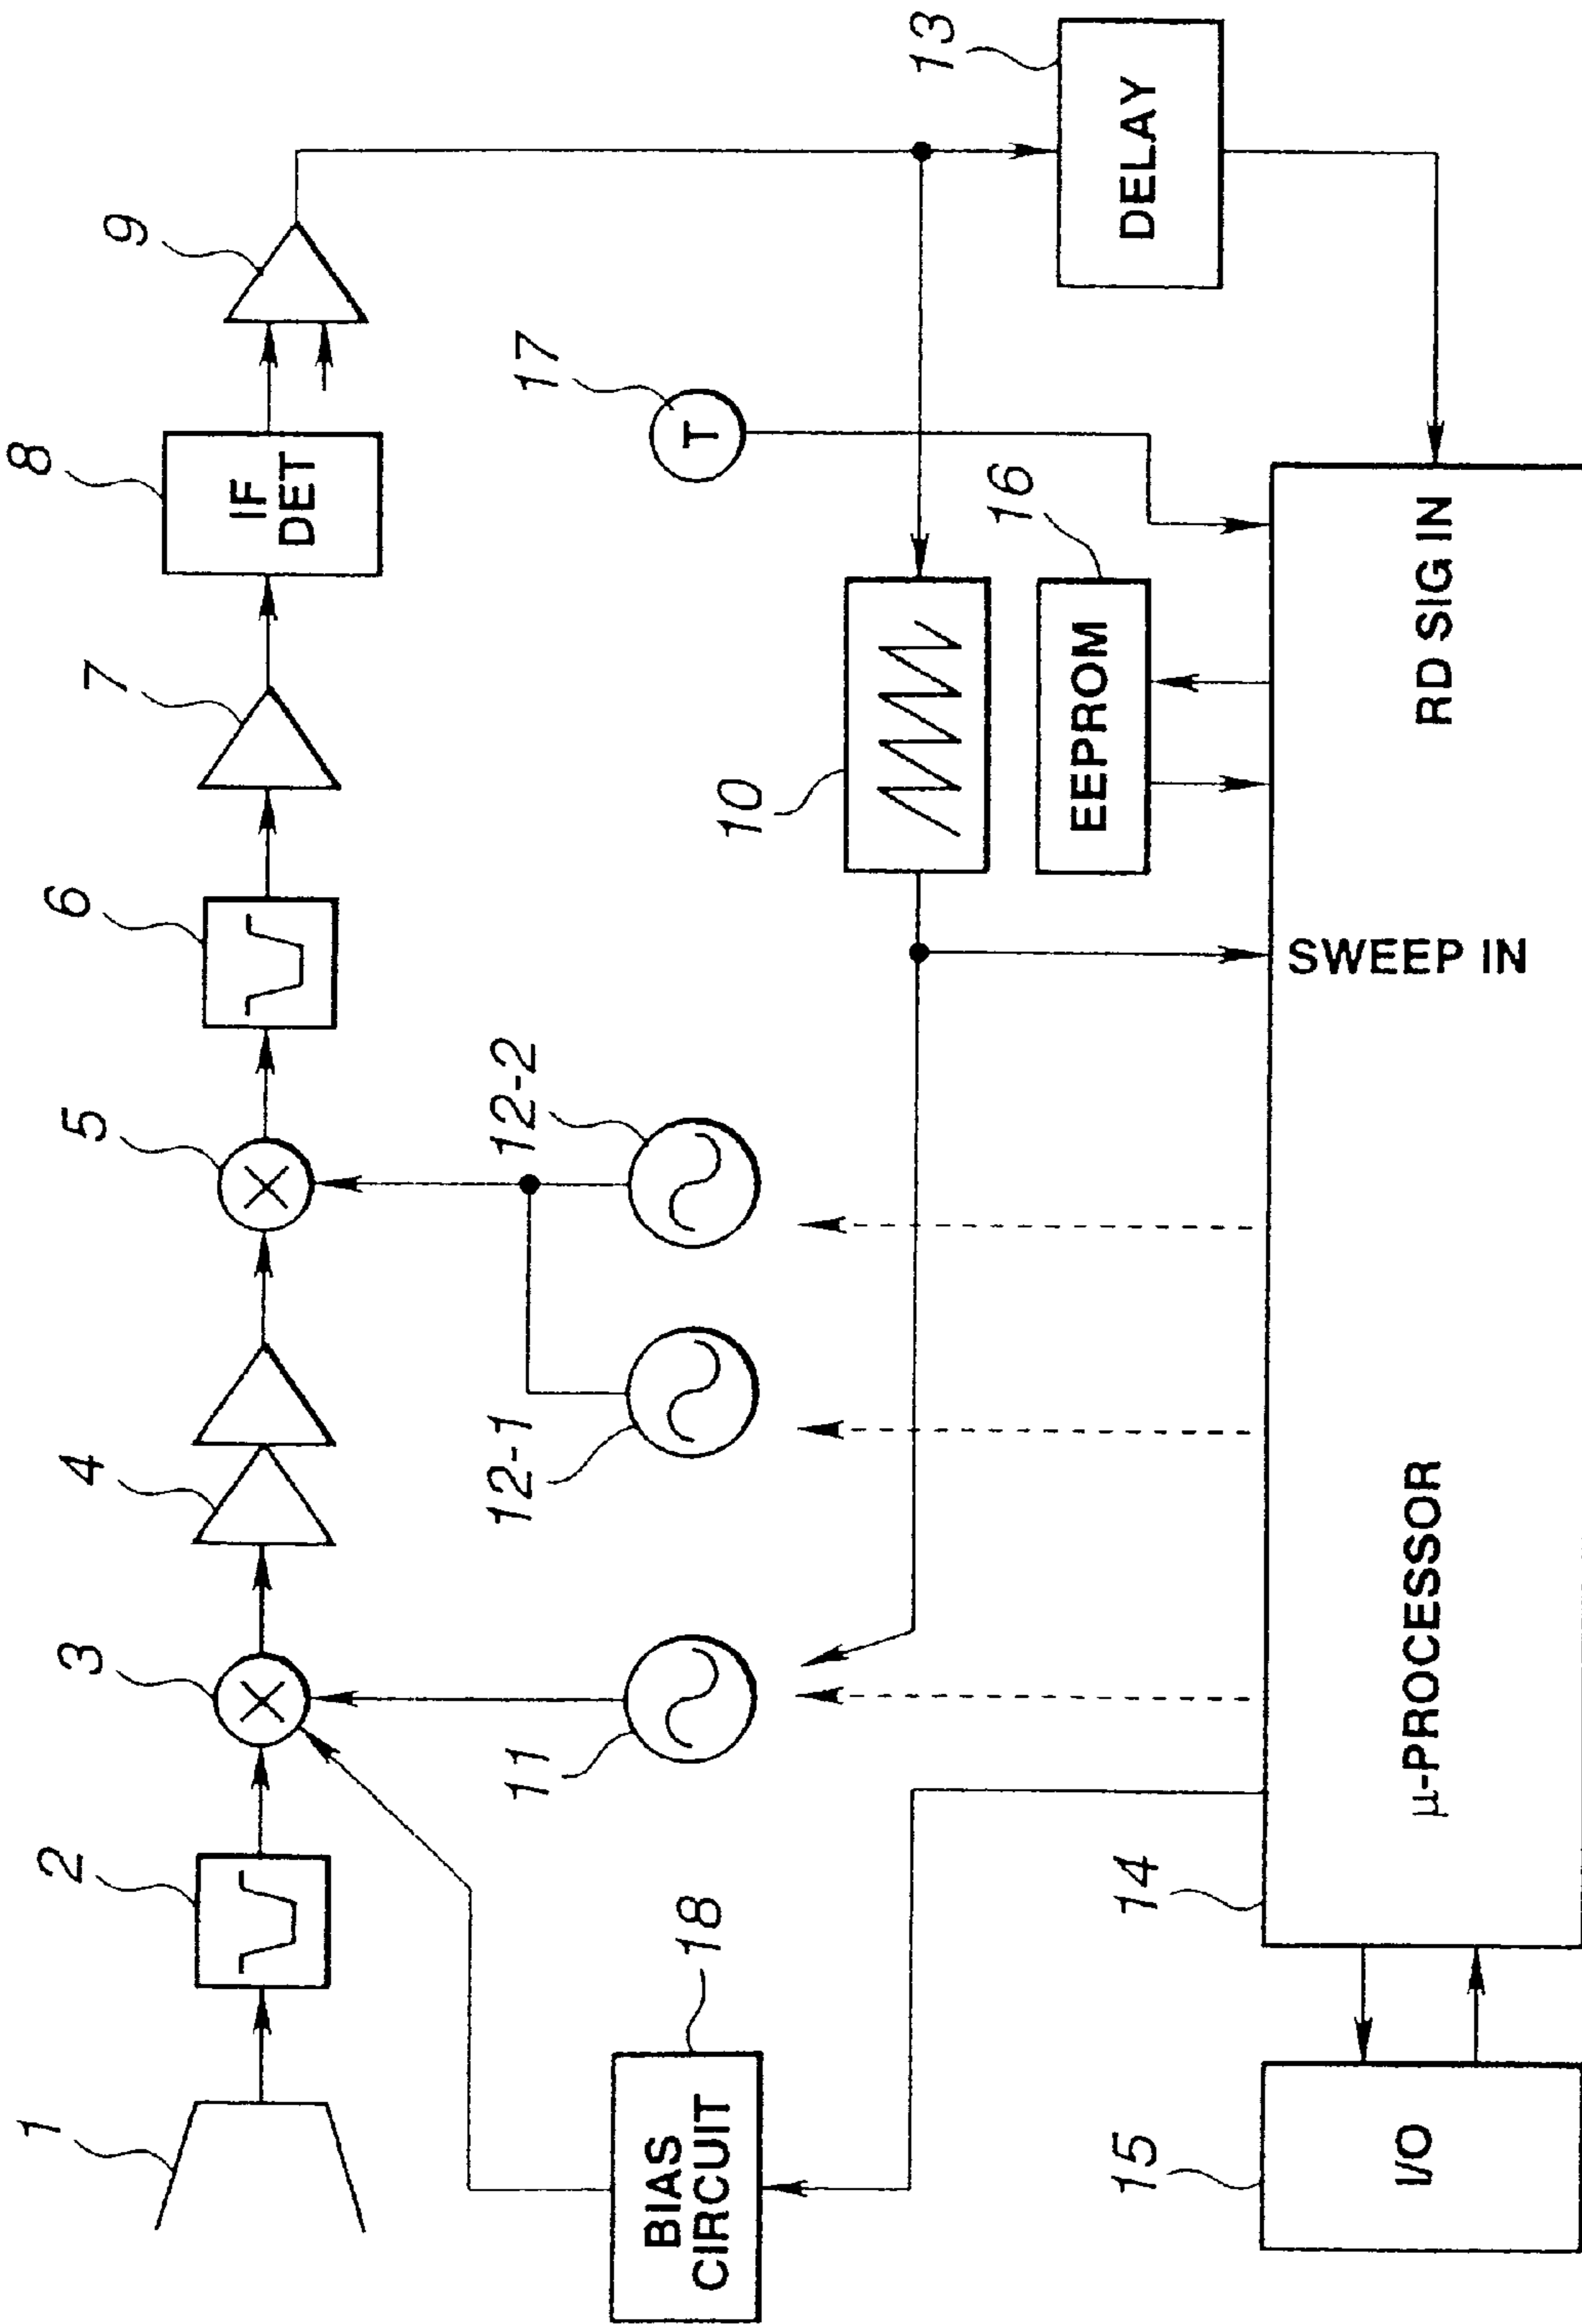 1
2
3
4
5
6
7
8
IF
DET
9
11
12-1
12-2
17
T
13
DELAY
18
BIAS
CIRCUIT
10
16
EEPROM
14
SWEEP IN
15
I/O
μ-PROCESSOR
RD SIG IN